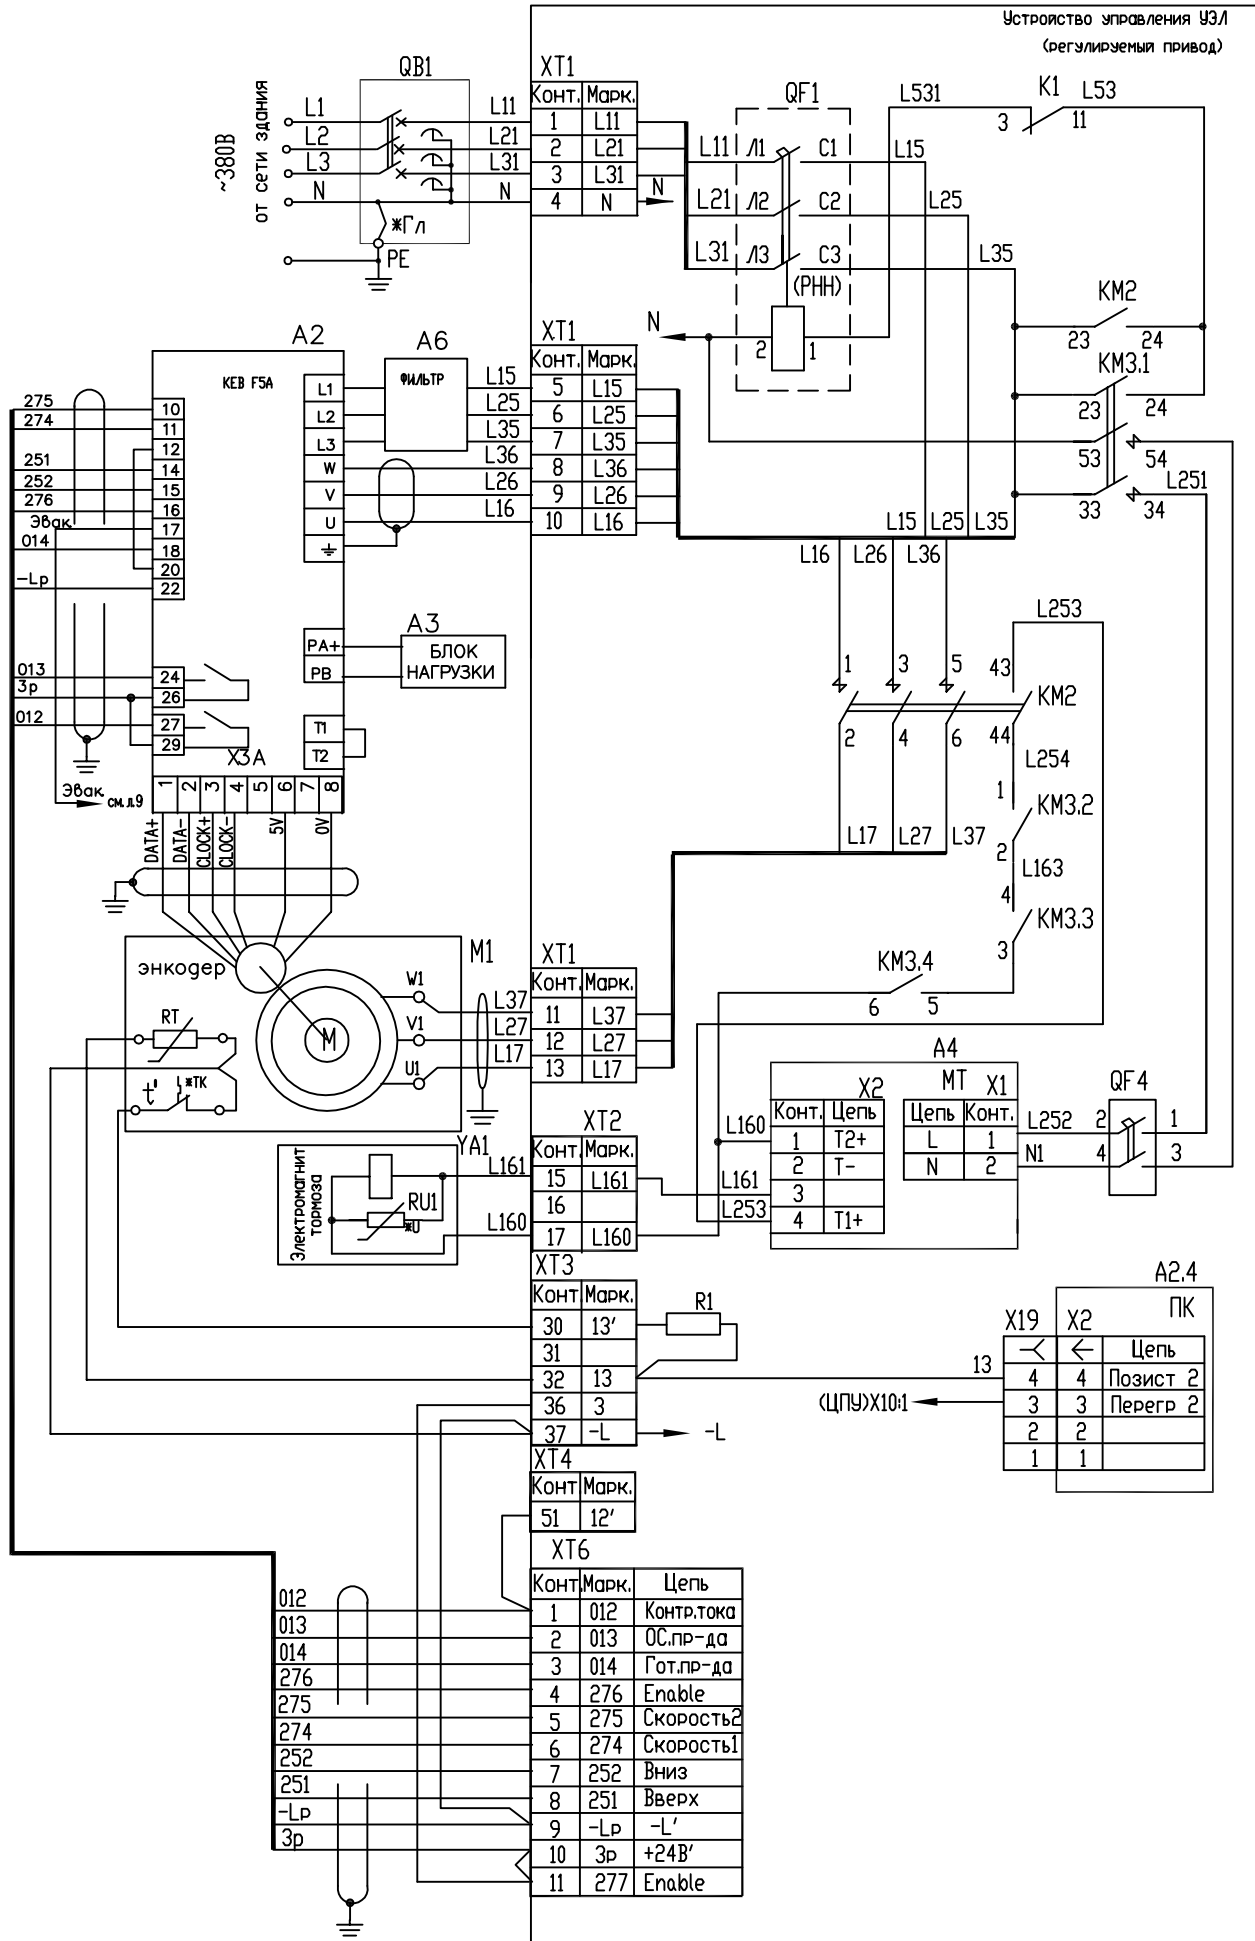 Устройство управления УЭЛ
(регулируемый привод)
~380В
от сети здания
QB1
L1 L11
L2 L21
L3 L31
N N
*Гл
PE
XT1
Конт. Марк.
1 L11
2 L21
3 L31
4 N
N
QF1
L11 Л1 C1 L15
L21 Л2 C2 L25
L31 Л3 C3 L35
(РНН)
N
2 1
L531 K1 L53
3 11
KM2
23 24
KM3.1
23 24
53 54
L251
33 34
A2
KEB F5A
A6
ФИЛЬТР
L1 L15
L2 L25
L3 L35
W L36
V L26
U L16
XT1
Конт. Марк.
5 L15
6 L25
7 L35
8 L36
9 L26
10 L16
275 10
274 11
12
251 14
252 15
276 16
Эвак 17
014 18
20
-Lp 22
013 24
3p 26
012 27
29
Эвак
см.л.9
PA+
PB
A3
БЛОК
НАГРУЗКИ
T1
T2
X3A
1 2 3 4 5 6 7 8
DATA+
DATA-
CLOCK+
CLOCK-
5V
0V
L15 L25 L35
L16 L26 L36
L253
1 3 5 43
KM2
2 4 6 44
L254
1
KM3.2
2
L163
4
KM3.3
3
L17 L27 L37
KM3.4
6 5
M1
энкодер
RT
t°
*ТК
M
W1 L37
V1 L27
U1 L17
XT1
Конт. Марк.
11 L37
12 L27
13 L17
A4
X2 МТ X1
Конт. Цепь
1 T2+
2 T-
3
4 T1+
Цепь Конт.
L 1
N 2
L160
L161
L253
QF4
L252 2 1
N1 4 3
YA1
Электромагнит
тормоза
RU1
*U
L161
L160
XT2
Конт. Марк.
15 L161
16
17 L160
XT3
Конт Марк.
30 13'
31
32 13
36 3
37 -L
R1
13
-L
(ЦПУ)X10:1
A2.4
ПК
X19 X2
Цепь
4 4 Позист 2
3 3 Перегр 2
2 2
1 1
XT4
Конт Марк.
51 12'
XT6
Конт. Марк. Цепь
012 1 012 Контр.тока
013 2 013 ОС.пр-да
014 3 014 Гот.пр-да
276 4 276 Enable
275 5 275 Скорость2
274 6 274 Скорость1
252 7 252 Вниз
251 8 251 Вверх
-Lp 9 -Lp -L'
3p 10 3p +24В'
11 277 Enable